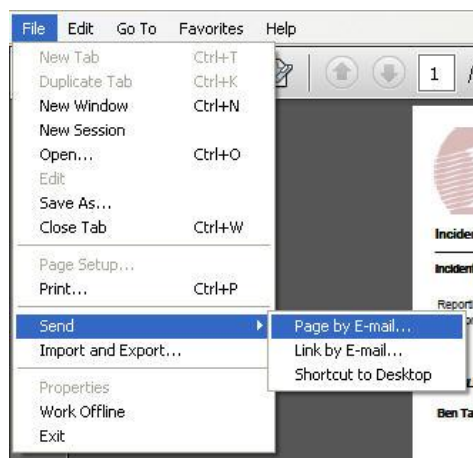 File Edit Go To Favorites Help
New Tab Ctrl+T
Duplicate Tab Ctrl+K
New Window Ctrl+N
New Session
Open... Ctrl+O
Edit
Save As...
Close Tab Ctrl+W
Page Setup...
Print... Ctrl+P
Send
Import and Export...
Properties
Work Offline
Exit
Page by E-mail...
Link by E-mail...
Shortcut to Desktop
1 /
Incide
Inciden
Report
Ben Ta